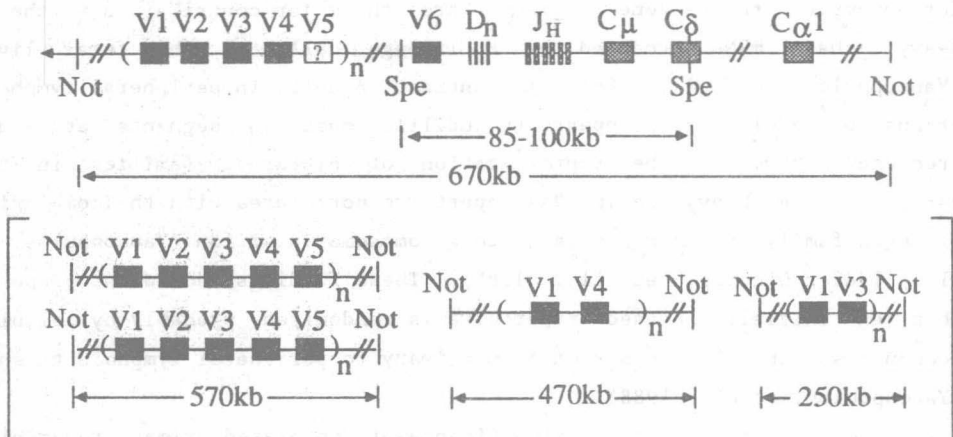 V1 V2 V3 V4 V5 V6 Dn JH Cμ Cδ Cα1
( ? )n
Not Spe Spe Not
85-100kb
670kb
Not V1 V2 V3 V4 V5 Not
( )n
Not V1 V2 V3 V4 V5 Not
( )n
570kb
Not V1 V4 Not
( )n
470kb
Not V1 V3 Not
( )n
250kb